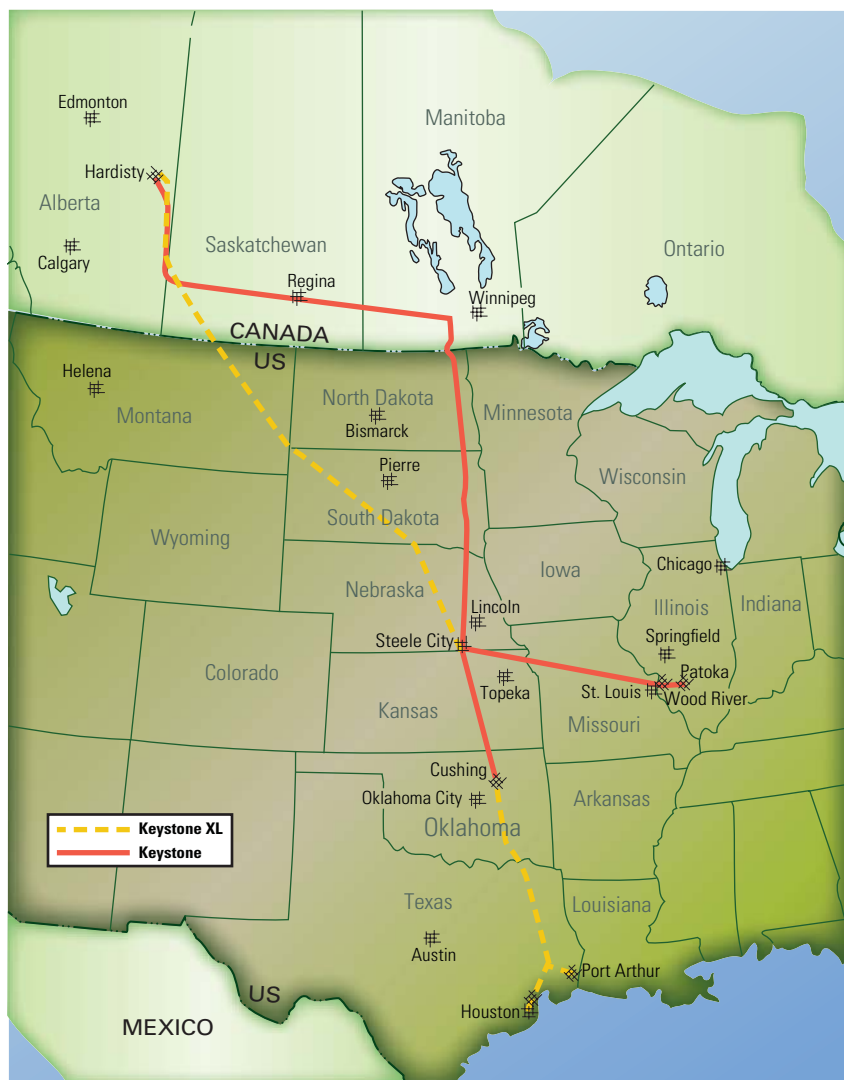 Edmonton
Manitoba
Hardisty
Alberta
Saskatchewan
Ontario
Calgary
Regina
Winnipeg
CANADA
US
Helena
Montana
North Dakota
Bismarck
Minnesota
Pierre
Wisconsin
South Dakota
Wyoming
Chicago
Iowa
Nebraska
Lincoln
Illinois
Indiana
Steele City
Springfield
Colorado
Patoka
Topeka
St. Louis
Wood River
Kansas
Missouri
Cushing
Oklahoma City
Arkansas
Oklahoma
Keystone XL
Keystone
Texas
Louisiana
Austin
Port Arthur
US
Houston
MEXICO